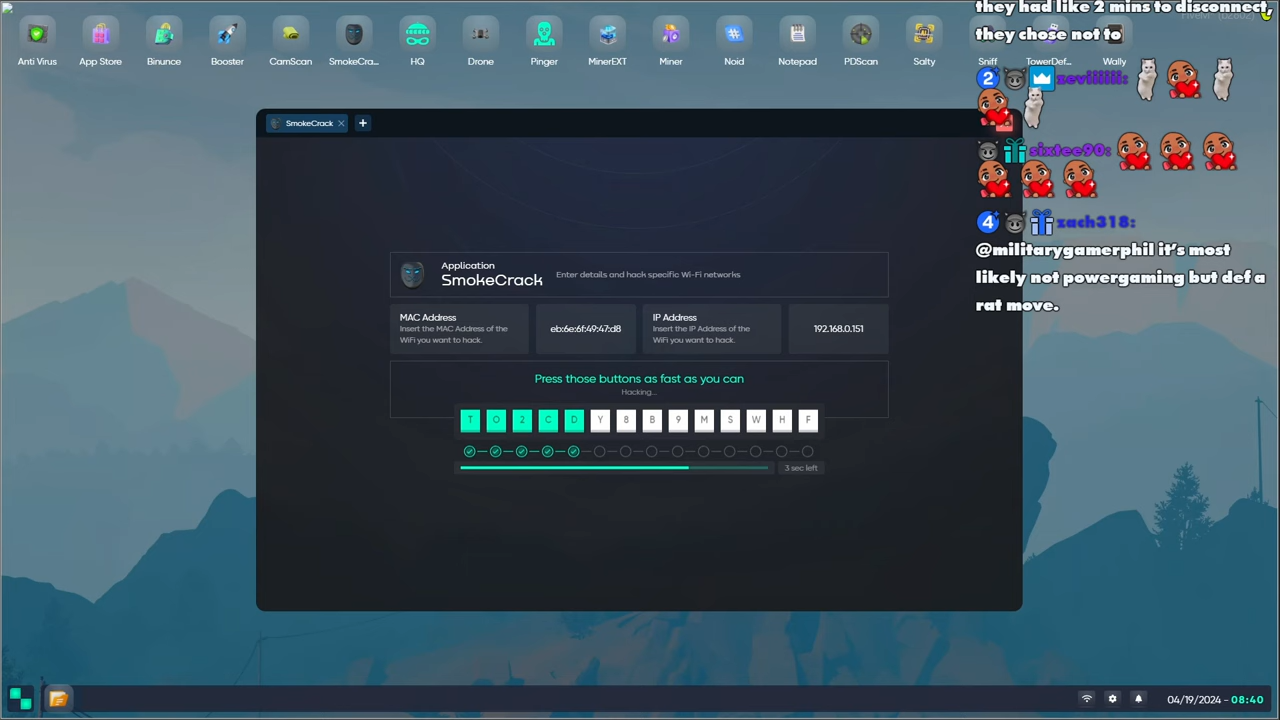 they had like 2 mins to disconnect,
they chose not to
Anti Virus
App Store
Binunce
Booster
CamScan
SmokeCra...
HQ
Drone
Pinger
MinerEXT
Miner
Noid
Notepad
PDScan
Salty
Sniff
TowerDef...
Wally
2 zeviiiiii:
SmokeCrack
sixtee90:
4 zach318:
@militarygamerphil it's most
likely not powergaming but def a
rat move.
Application
SmokeCrack
Enter details and hack specific Wi-Fi networks
MAC Address
Insert the MAC Address of the
WiFi you want to hack.
eb:6e:6f:49:47:d8
IP Address
Insert the IP Address of the
WiFi you want to hack.
192.168.0.151
Press those buttons as fast as you can
Hacking...
T O 2 C D Y 8 B 9 M S W H F
3 sec left
04/19/2024 - 08:40